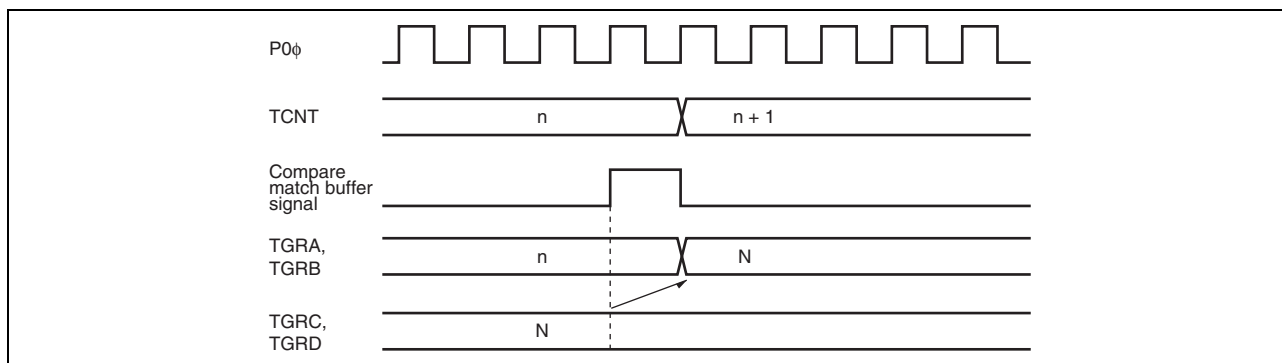 P0ϕ
TCNT
n
n + 1
Compare
match buffer
signal
TGRA,
TGRB
n
N
TGRC,
TGRD
N